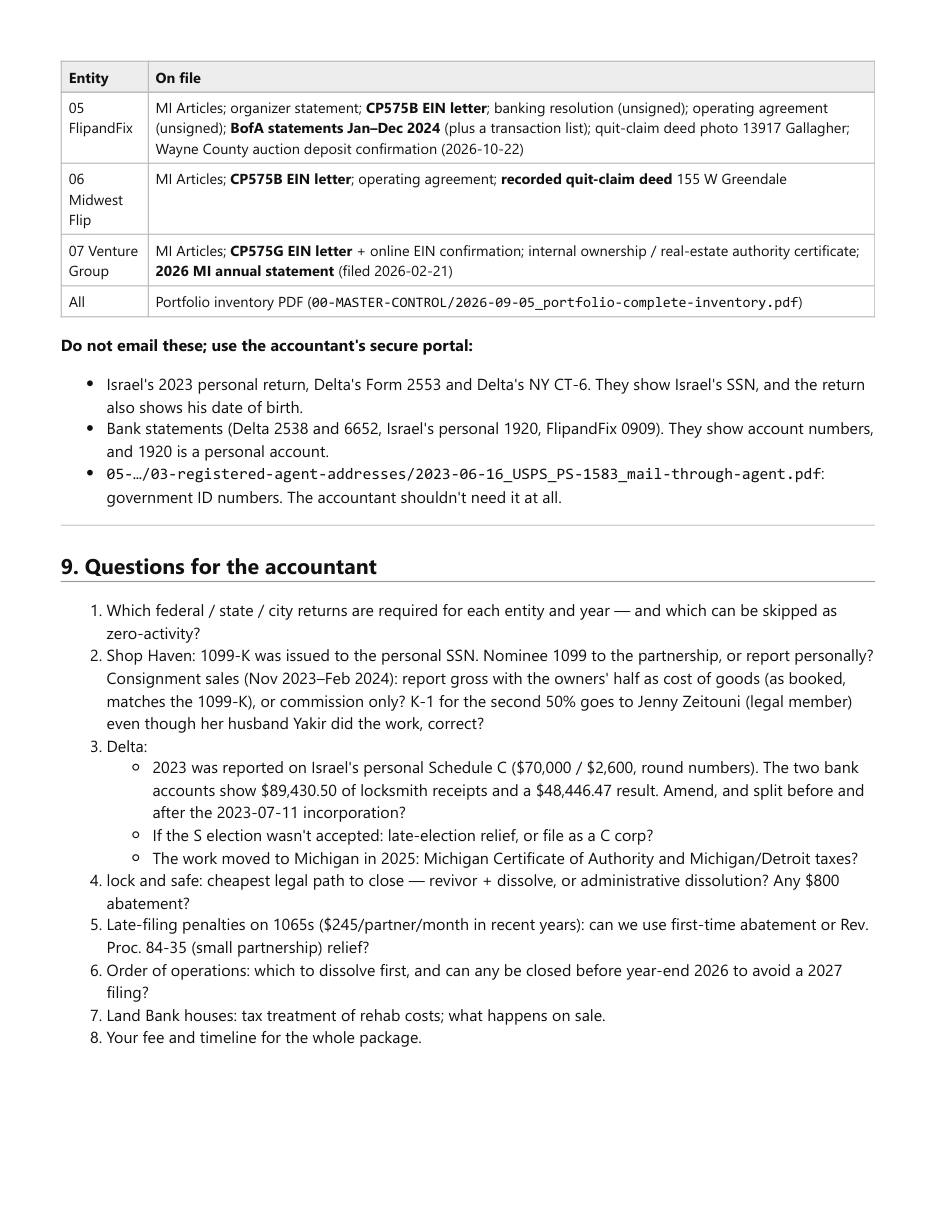 Entity On file
05 FlipandFix MI Articles; organizer statement; CP575B EIN letter; banking resolution (unsigned); operating agreement
(unsigned); BofA statements Jan–Dec 2024 (plus a transaction list); quit-claim deed photo 13917 Gallagher;
Wayne County auction deposit confirmation (2026-10-22)
06 Midwest Flip MI Articles; CP575B EIN letter; operating agreement; recorded quit-claim deed 155 W Greendale
07 Venture Group MI Articles; CP575G EIN letter + online EIN confirmation; internal ownership / real-estate authority certificate;
2026 MI annual statement (filed 2026-02-21)
All Portfolio inventory PDF (00-MASTER-CONTROL/2026-09-05_portfolio-complete-inventory.pdf)
Do not email these; use the accountant's secure portal:
• Israel's 2023 personal return, Delta's Form 2553 and Delta's NY CT-6. They show Israel's SSN, and the return
also shows his date of birth.
• Bank statements (Delta 2538 and 6652, Israel's personal 1920, FlipandFix 0909). They show account numbers,
and 1920 is a personal account.
• 05-…/03-registered-agent-addresses/2023-06-16_USPS_PS-1583_mail-through-agent.pdf:
government ID numbers. The accountant shouldn't need it at all.
9. Questions for the accountant
1. Which federal / state / city returns are required for each entity and year — and which can be skipped as
zero-activity?
2. Shop Haven: 1099-K was issued to the personal SSN. Nominee 1099 to the partnership, or report personally?
Consignment sales (Nov 2023–Feb 2024): report gross with the owners' half as cost of goods (as booked,
matches the 1099-K), or commission only? K-1 for the second 50% goes to Jenny Zeitouni (legal member)
even though her husband Yakir did the work, correct?
3. Delta:
◦ 2023 was reported on Israel's personal Schedule C ($70,000 / $2,600, round numbers). The two bank
accounts show $89,430.50 of locksmith receipts and a $48,446.47 result. Amend, and split before and
after the 2023-07-11 incorporation?
◦ If the S election wasn't accepted: late-election relief, or file as a C corp?
◦ The work moved to Michigan in 2025: Michigan Certificate of Authority and Michigan/Detroit taxes?
4. lock and safe: cheapest legal path to close — revivor + dissolve, or administrative dissolution? Any $800
abatement?
5. Late-filing penalties on 1065s ($245/partner/month in recent years): can we use first-time abatement or Rev.
Proc. 84-35 (small partnership) relief?
6. Order of operations: which to dissolve first, and can any be closed before year-end 2026 to avoid a 2027
filing?
7. Land Bank houses: tax treatment of rehab costs; what happens on sale.
8. Your fee and timeline for the whole package.